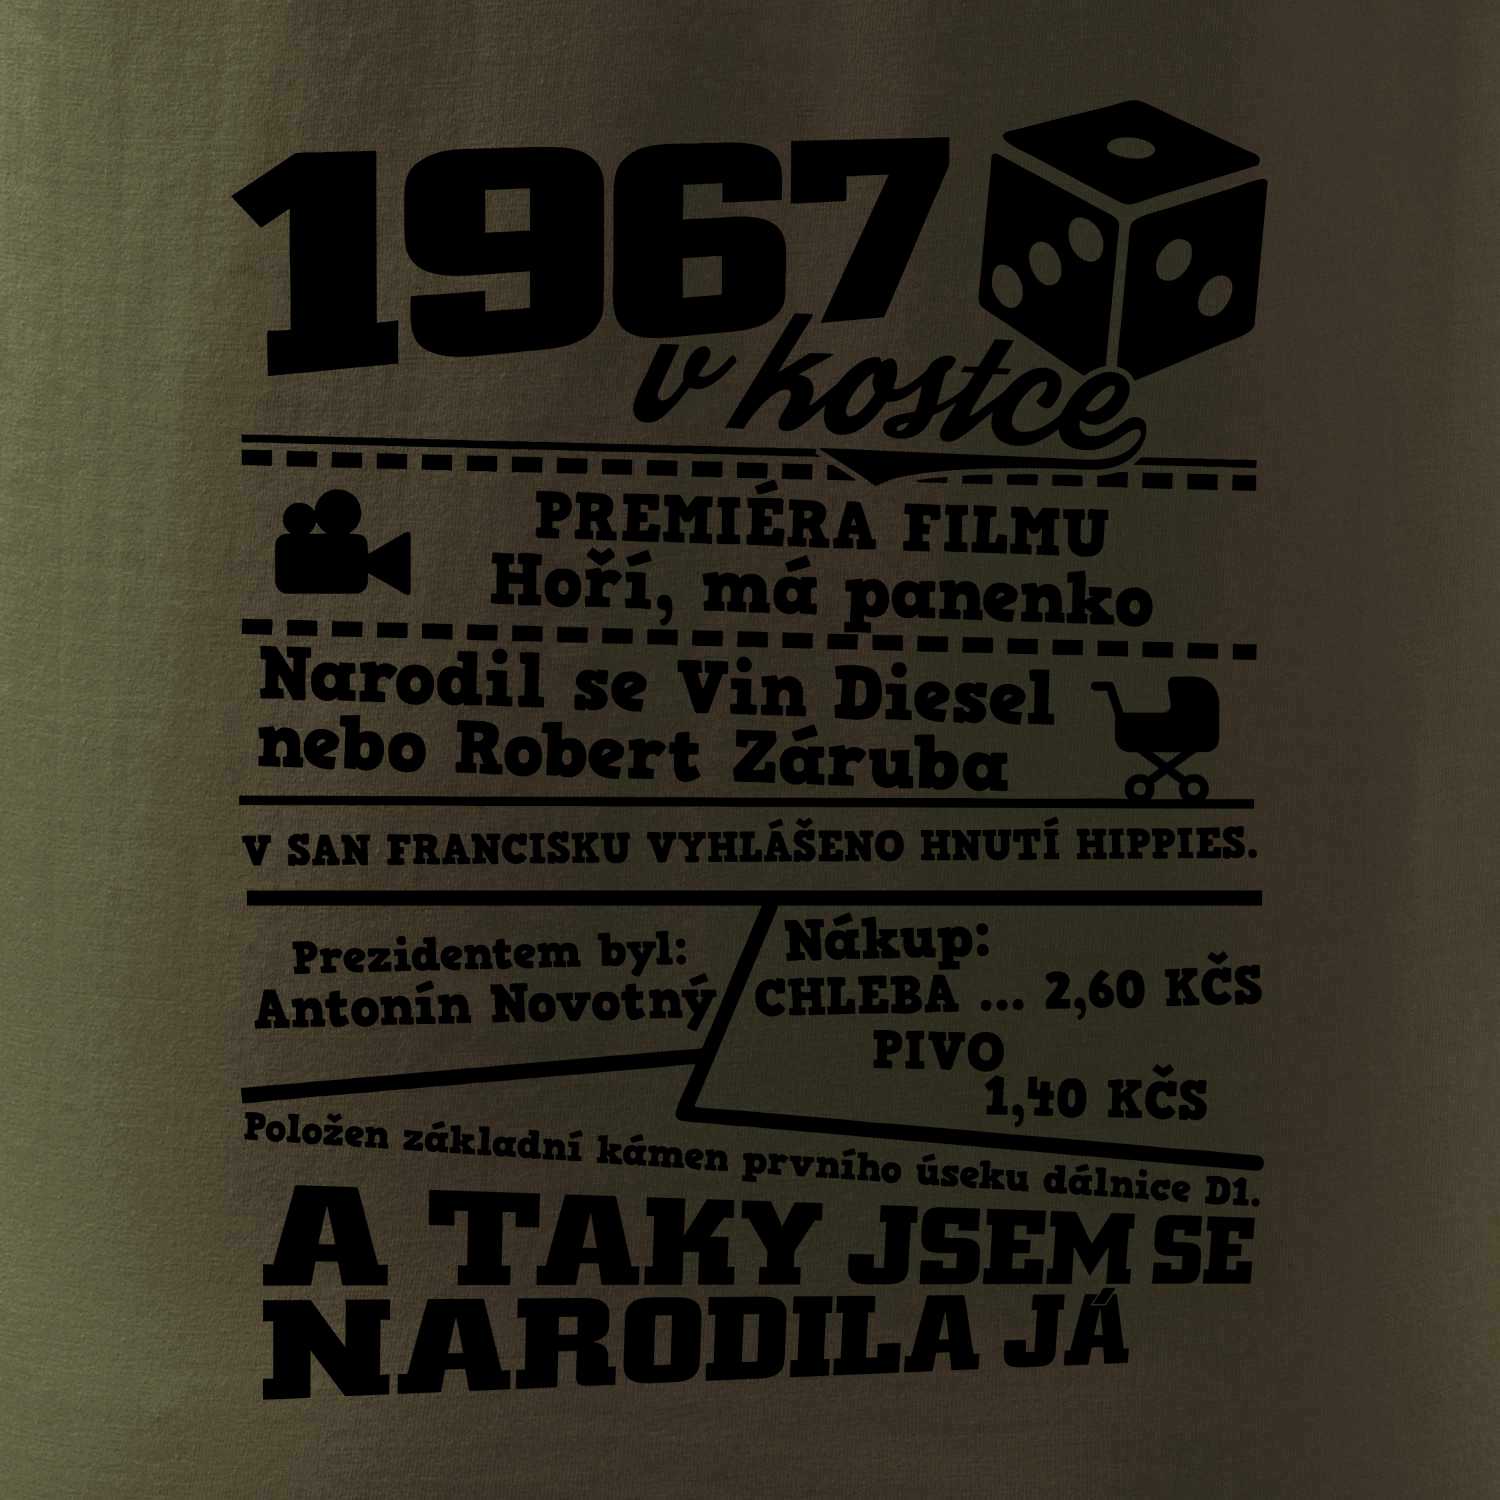 1967
v kostce
PREMIÉRA FILMU
Hoří, má panenko
Narodil se Vin Diesel
nebo Robert Záruba
V SAN FRANCISKU VYHLÁŠENO HNUTÍ HIPPIES.
Prezidentem byl:
Antonín Novotný
Nákup:
CHLEBA ... 2,60 KČS
PIVO
1,40 KČS
Položen základní kámen prvního úseku dálnice D1.
A TAKY JSEM SE
NARODILA JÁ